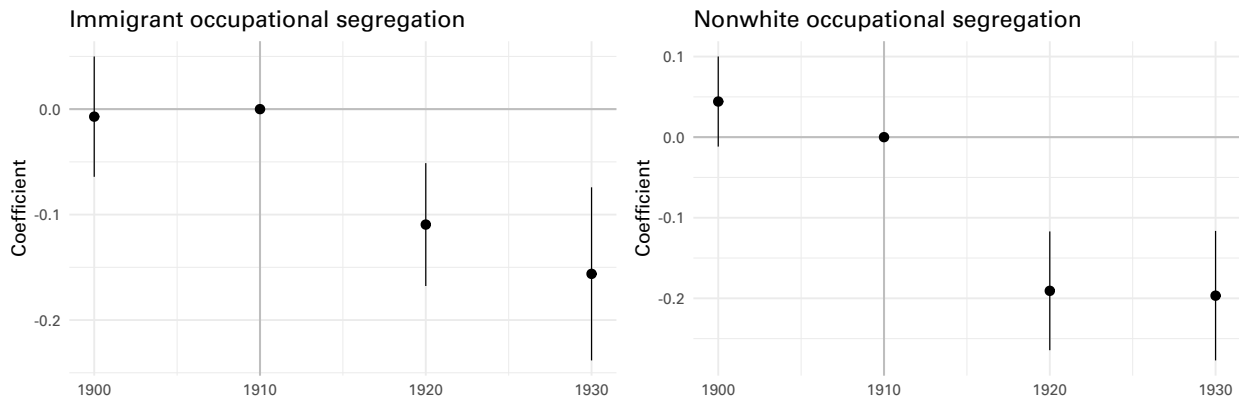 Immigrant occupational segregation
Coefficient
0.0
-0.1
-0.2
1900 1910 1920 1930
Nonwhite occupational segregation
Coefficient
0.1
0.0
-0.1
-0.2
1900 1910 1920 1930